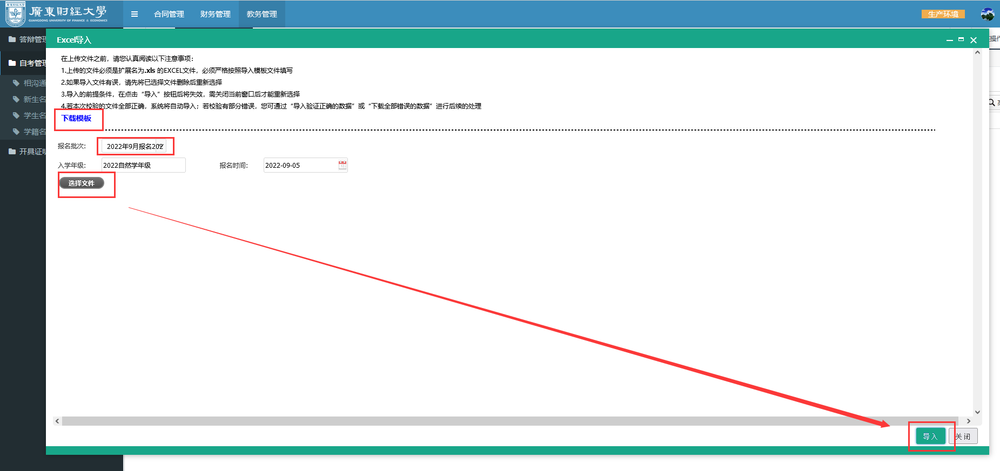 廣東財經大學
GUANGDONG UNIVERSITY OF FINANCE & ECONOMICS
合同管理
财务管理
教务管理
生产环境
答辩管理
自考管理
相沟通
新生名
学生名
学籍名
开具证明
操作
Excel导入
在上传文件之前，请您认真阅读以下注意事项：
1.上传的文件必须是扩展名为.xls 的EXCEL文件，必须严格按照导入模板文件填写
2.如果导入文件有误，请先将已选择文件删除后重新选择
3.导入的前提条件，在点击“导入”按钮后将失效，需关闭当前窗口后才能重新选择
4.若本次校验的文件全部正确，系统将自动导入；若校验有部分错误，您可通过“导入验证正确的数据”或“下载全部错误的数据”进行后续的处理
下载模板
报名批次:
2022年9月报名202
入学年级:
2022自然学年级
报名时间:
2022-09-05
选择文件
导入
关闭